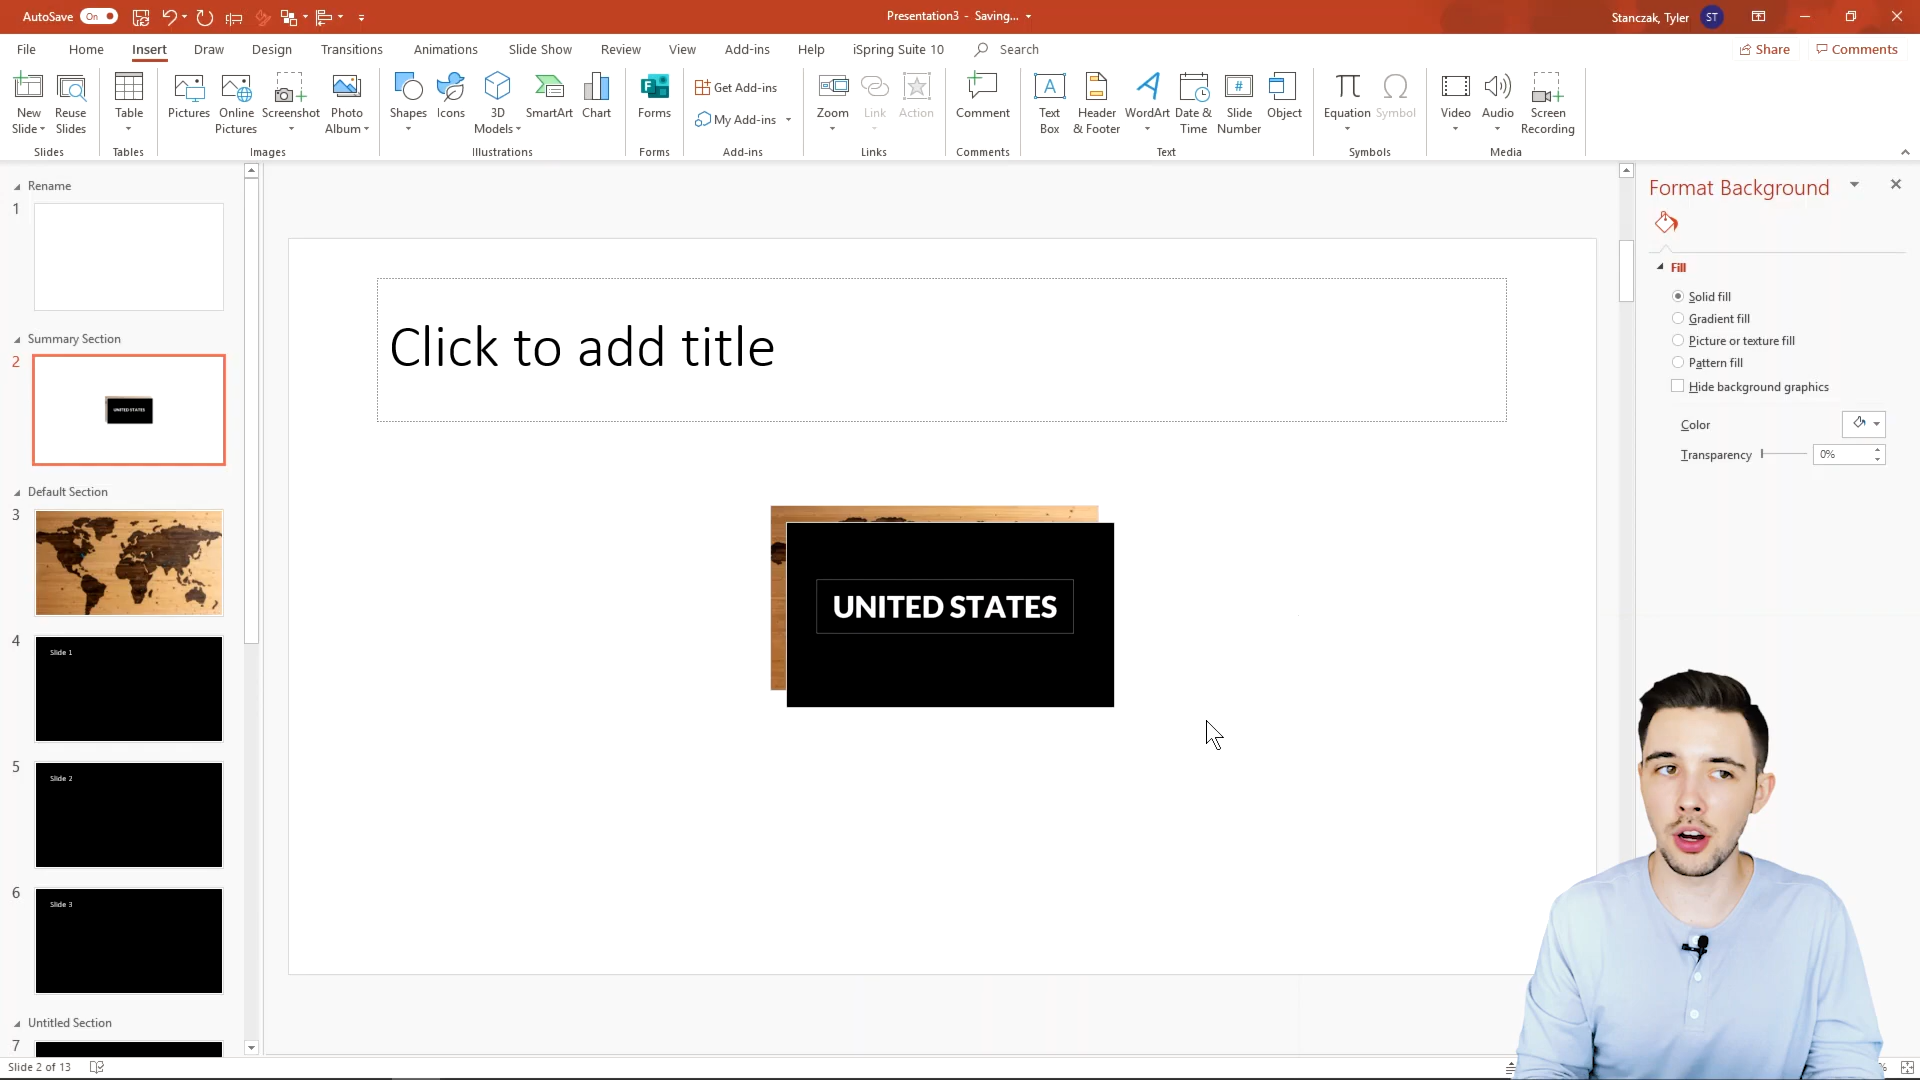 AutoSave On
Presentation3 - Saving...
Stanczak, Tyler ST
File Home Insert Draw Design Transitions Animations Slide Show Review View Add-ins Help iSpring Suite 10 Search
Share Comments
New Slide
Reuse Slides
Table
Pictures
Online Pictures
Screenshot
Photo Album
Shapes
Icons
3D Models
SmartArt
Chart
Forms
Get Add-ins
My Add-ins
Zoom
Link
Action
Comment
Text Box
Header & Footer
WordArt
Date & Time
Slide Number
Object
Equation
Symbol
Video
Audio
Screen Recording
Slides Tables Images Illustrations Forms Add-ins Links Comments Text Symbols Media
Rename
1
Summary Section
2
UNITED STATES
Default Section
3
4
Slide 1
5
Slide 2
6
Slide 3
Untitled Section
7
Click to add title
UNITED STATES
Format Background
Fill
Solid fill
Gradient fill
Picture or texture fill
Pattern fill
Hide background graphics
Color
Transparency 0%
Slide 2 of 13
%